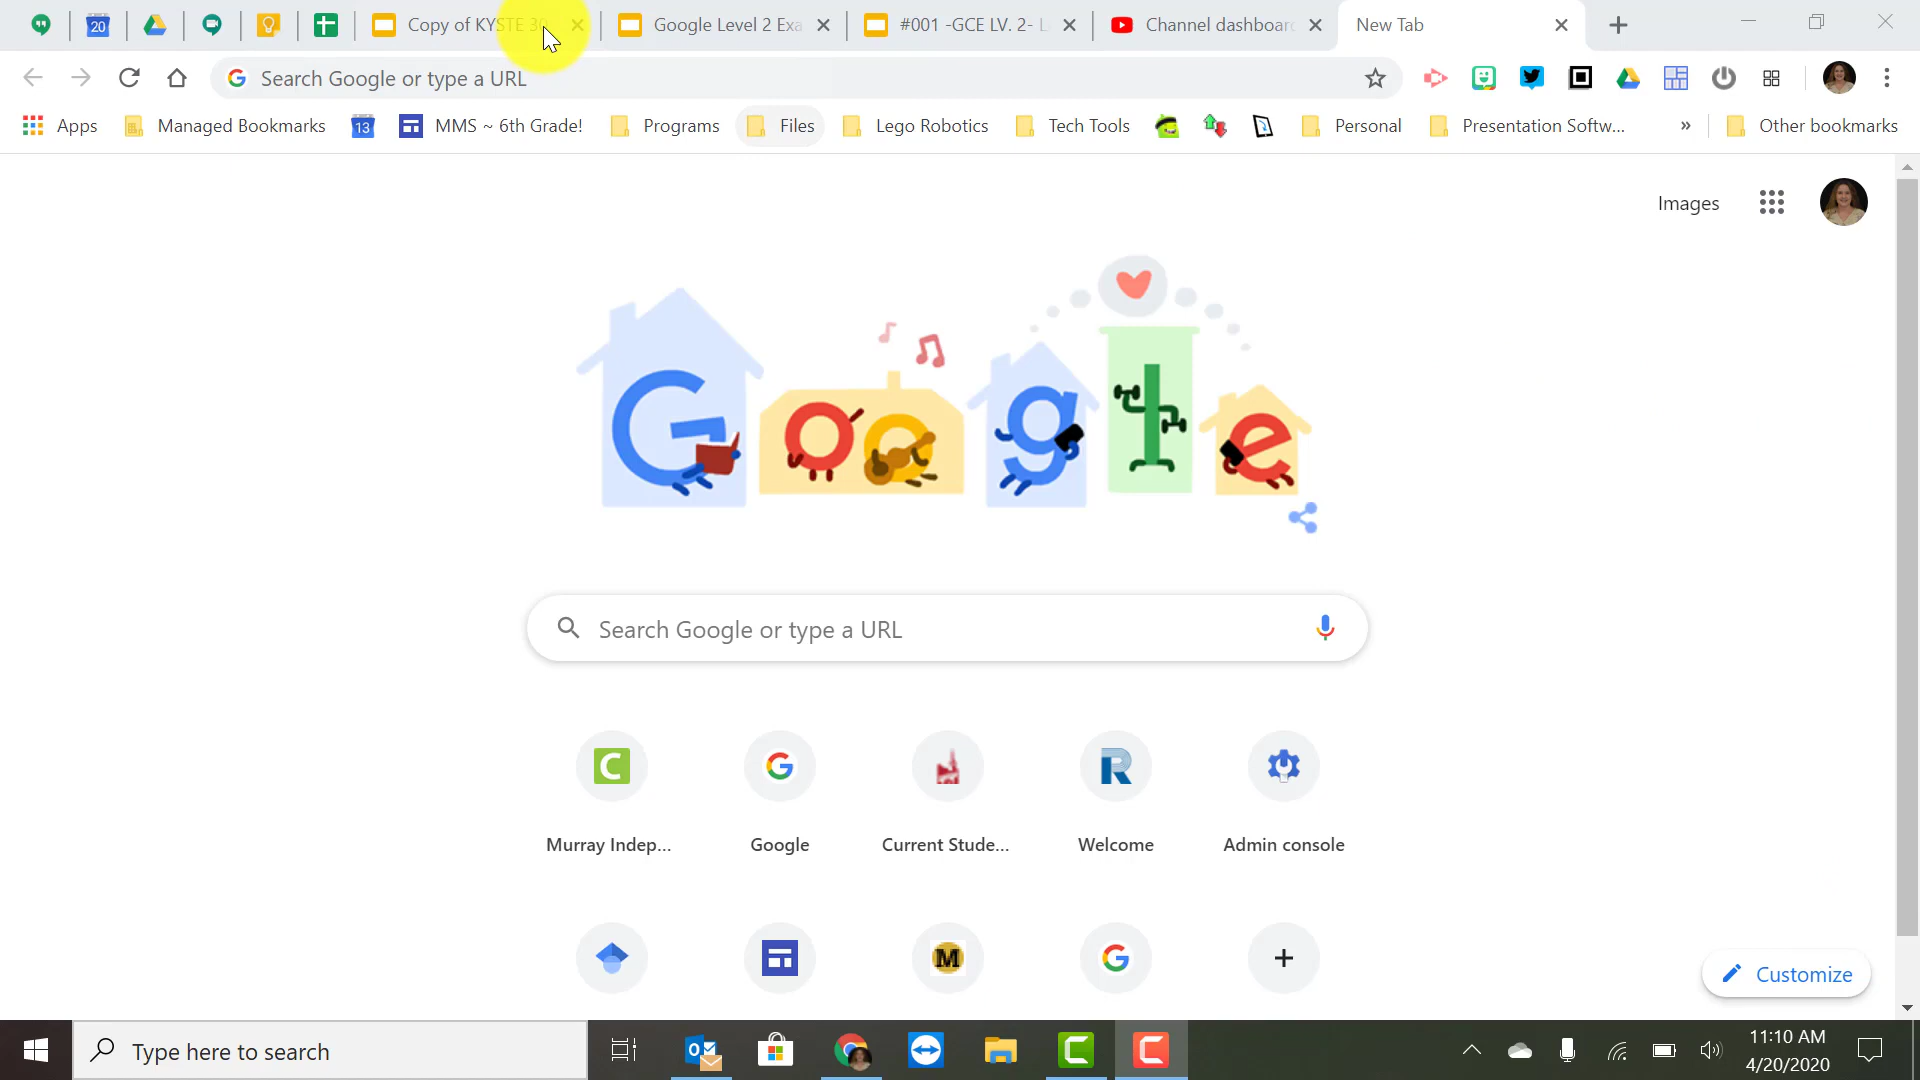 20
Copy of KYSTE
Google Level 2 Exa
#001 -GCE LV. 2- L
Channel dashboar
New Tab
Search Google or type a URL
Apps
Managed Bookmarks
13
MMS ~ 6th Grade!
Programs
Files
Lego Robotics
Tech Tools
Personal
Presentation Softw...
»
Other bookmarks
Images
Google
Search Google or type a URL
Murray Indep...
Google
Current Stude...
Welcome
Admin console
Customize
Type here to search
11:10 AM
4/20/2020